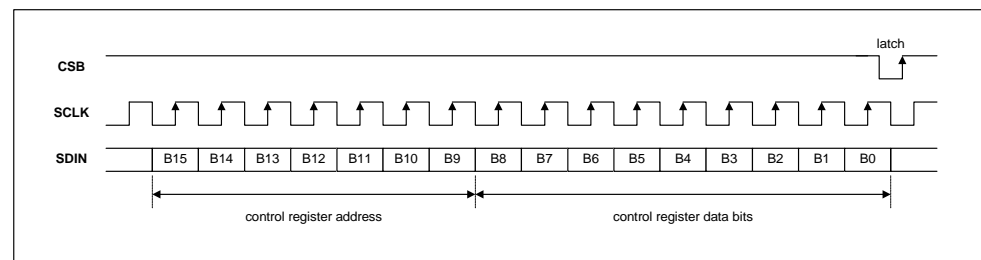 latch
CSB
SCLK
SDIN B15 B14 B13 B12 B11 B10 B9 B8 B7 B6 B5 B4 B3 B2 B1 B0
control register address control register data bits